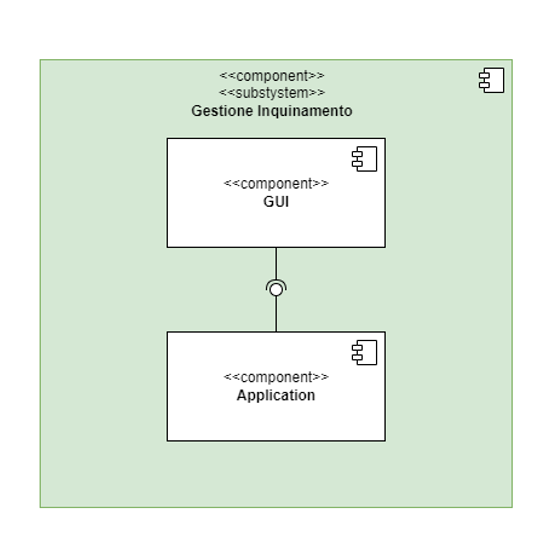 <<component>>
<<substystem>>
Gestione Inquinamento
<<component>>
GUI
<<component>>
Application